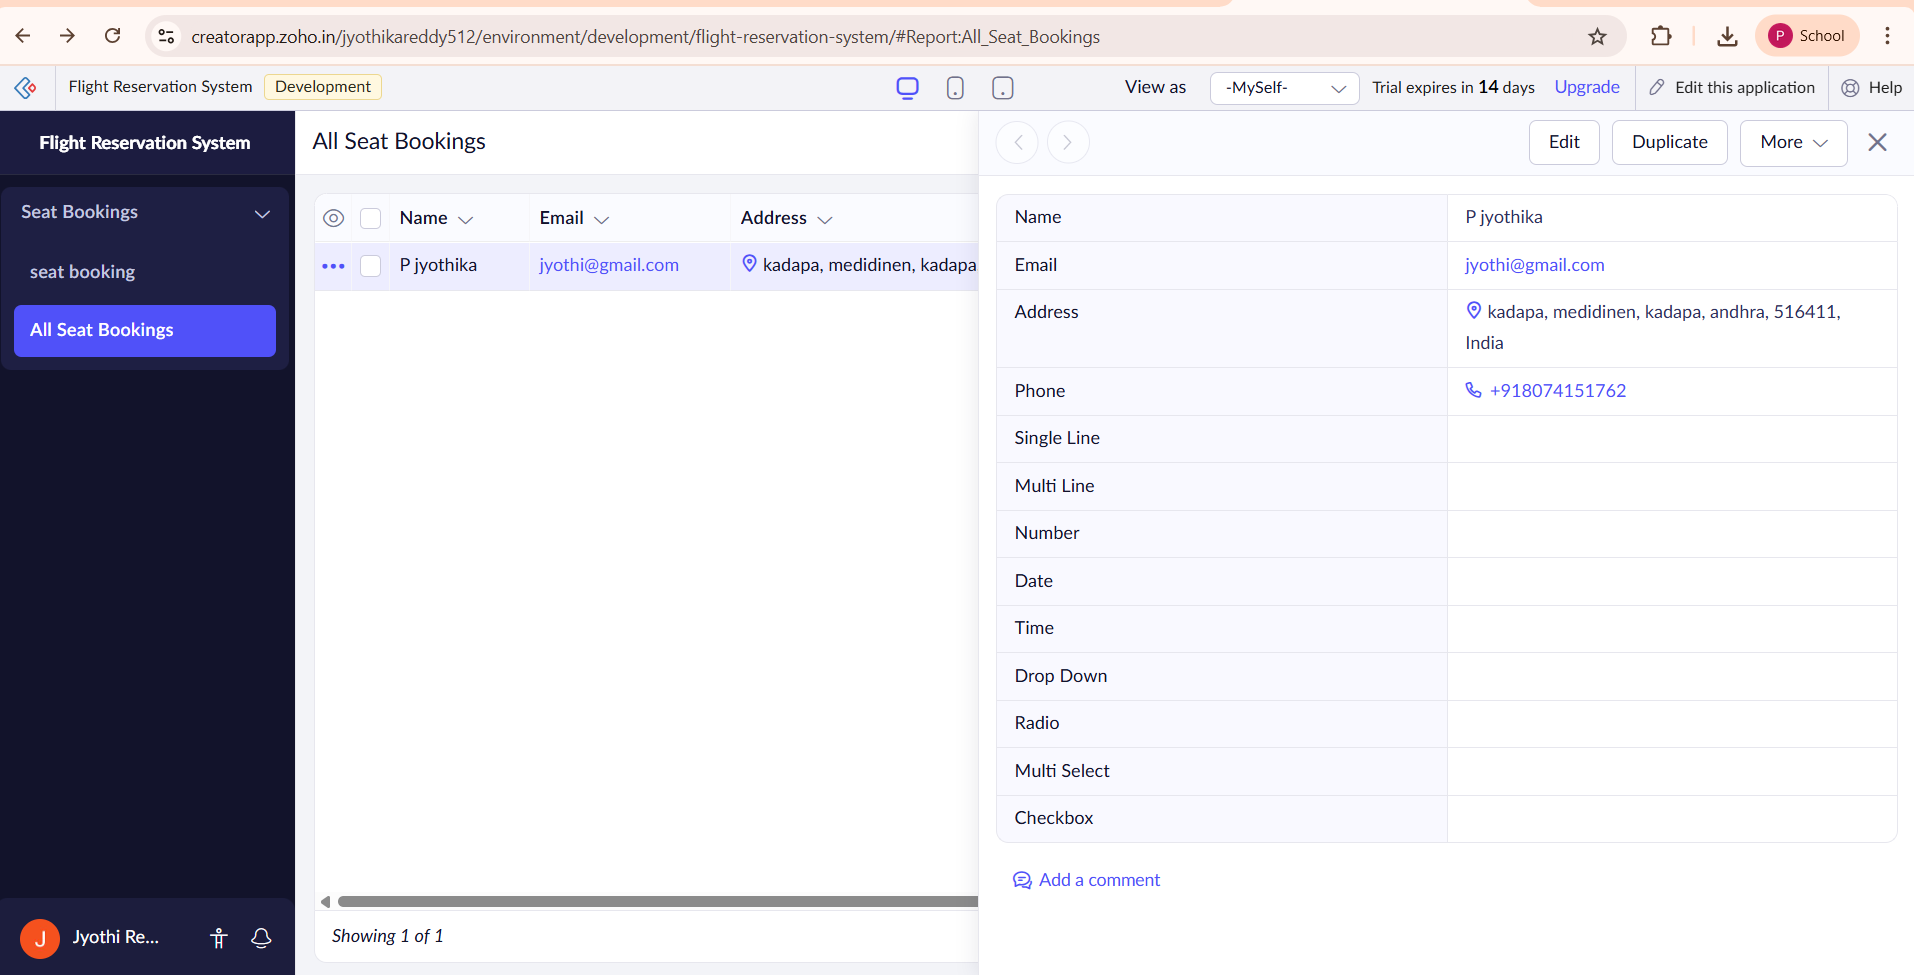 creatorapp.zoho.in/jyothikareddy512/environment/development/flight-reservation-system/#Report:All_Seat_Bookings
P School
Flight Reservation System Development
View as -MySelf- Trial expires in 14 days Upgrade Edit this application Help
Flight Reservation System
Seat Bookings
seat booking
All Seat Bookings
J Jyothi Re...
All Seat Bookings
Name Email Address
P jyothika jyothi@gmail.com kadapa, medidinen, kadapa
Showing 1 of 1
Edit Duplicate More
Name P jyothika
Email jyothi@gmail.com
Address kadapa, medidinen, kadapa, andhra, 516411,
India
Phone +918074151762
Single Line
Multi Line
Number
Date
Time
Drop Down
Radio
Multi Select
Checkbox
Add a comment